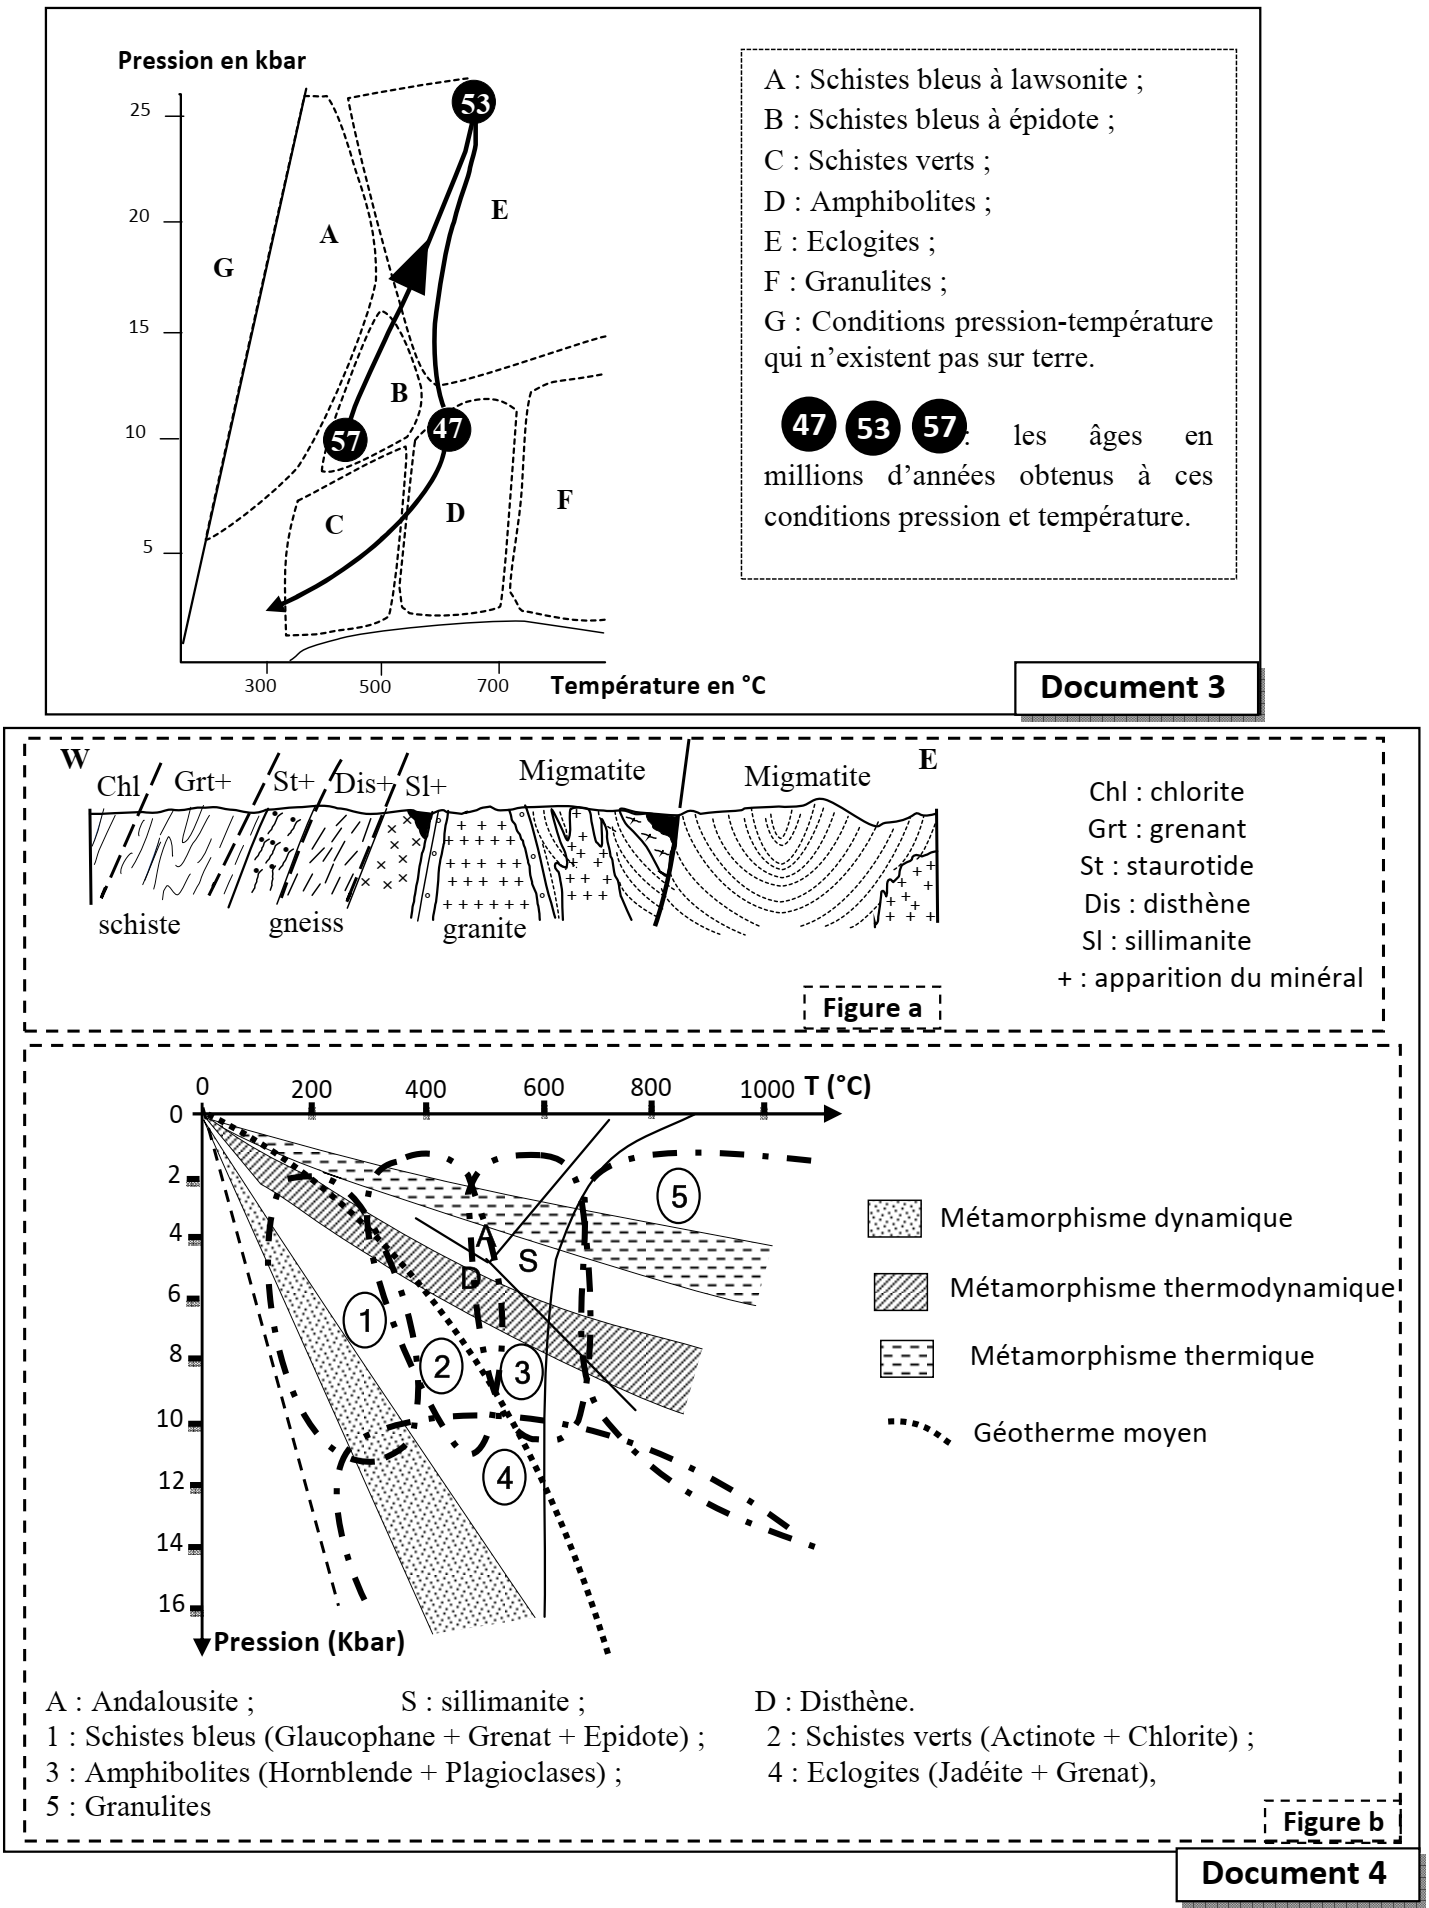 Pression en kbar
25
20
15
10
5
300
500
700
Température en °C
G
A
E
B
C
D
F
53
57
47
A : Schistes bleus à lawsonite ;
B : Schistes bleus à épidote ;
C : Schistes verts ;
D : Amphibolites ;
E : Eclogites ;
F : Granulites ;
G : Conditions pression-température
qui n'existent pas sur terre.
47 53 57 : les âges en
millions d'années obtenus à ces
conditions pression et température.
Document 3
W
E
Chl
Grt+
St+
Dis+
Sl+
Migmatite
Migmatite
schiste
gneiss
granite
Chl : chlorite
Grt : grenant
St : staurotide
Dis : disthène
Sl : sillimanite
+ : apparition du minéral
Figure a
0 200 400 600 800 1000 T (°C)
0
2
4
6
8
10
12
14
16
Pression (Kbar)
A
S
D
1
2
3
4
5
Métamorphisme dynamique
Métamorphisme thermodynamique
Métamorphisme thermique
Géotherme moyen
A : Andalousite ; S : sillimanite ; D : Disthène.
1 : Schistes bleus (Glaucophane + Grenat + Epidote) ; 2 : Schistes verts (Actinote + Chlorite) ;
3 : Amphibolites (Hornblende + Plagioclases) ; 4 : Eclogites (Jadéite + Grenat),
5 : Granulites
Figure b
Document 4